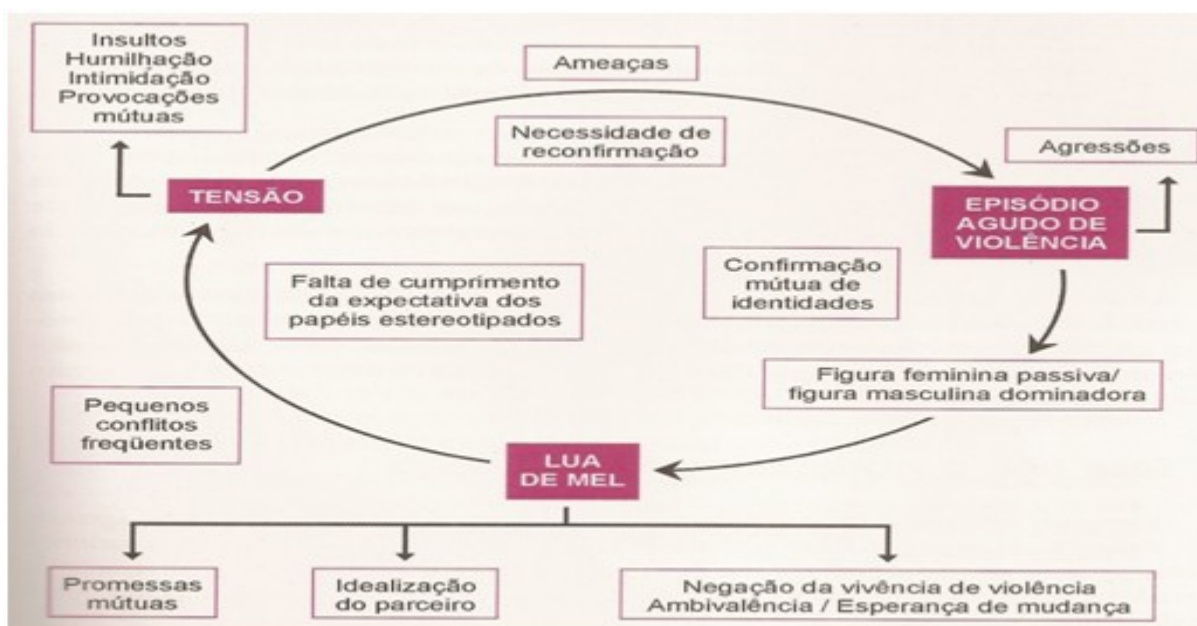 Insultos
Humilhação
Intimidação
Provocações
mútuas
Ameaças
Necessidade de
reconfirmação
Agressões
TENSÃO
EPISÓDIO
AGUDO DE
VIOLÊNCIA
Falta de cumprimento
da expectativa dos
papéis estereotipados
Confirmação
mútua de
identidades
Figura feminina passiva/
figura masculina dominadora
Pequenos
conflitos
freqüentes
LUA
DE MEL
Promessas
mútuas
Idealização
do parceiro
Negação da vivência de violência
Ambivalência / Esperança de mudança